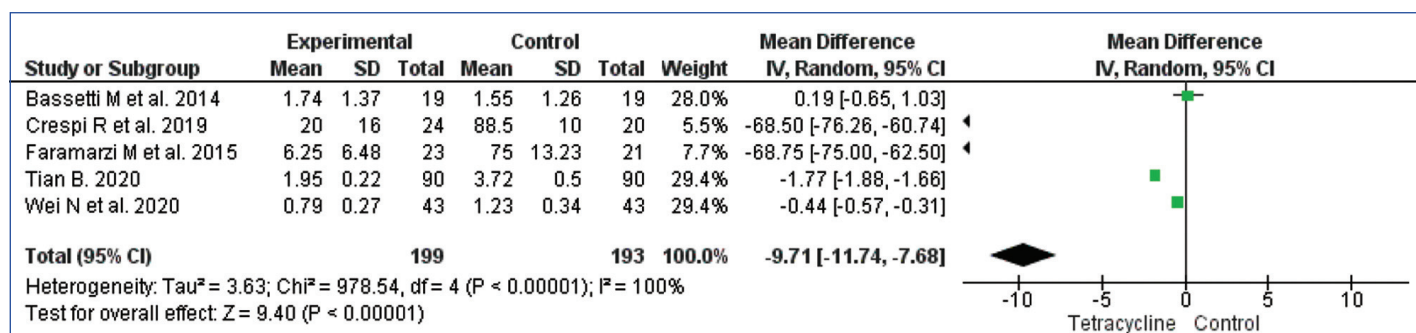 Experimental Control Mean Difference Mean Difference
Study or Subgroup Mean SD Total Mean SD Total Weight IV, Random, 95% CI IV, Random, 95% CI
Bassetti M et al. 2014 1.74 1.37 19 1.55 1.26 19 28.0% 0.19 [-0.65, 1.03]
Crespi R et al. 2019 20 16 24 88.5 10 20 5.5% -68.50 [-76.26, -60.74]
Faramarzi M et al. 2015 6.25 6.48 23 75 13.23 21 7.7% -68.75 [-75.00, -62.50]
Tian B. 2020 1.95 0.22 90 3.72 0.5 90 29.4% -1.77 [-1.88, -1.66]
Wei N et al. 2020 0.79 0.27 43 1.23 0.34 43 29.4% -0.44 [-0.57, -0.31]
Total (95% CI) 199 193 100.0% -9.71 [-11.74, -7.68]
Heterogeneity: Tau² = 3.63; Chi² = 978.54, df = 4 (P < 0.00001); I² = 100%
Test for overall effect: Z = 9.40 (P < 0.00001)
-10 -5 0 5 10
Tetracycline Control